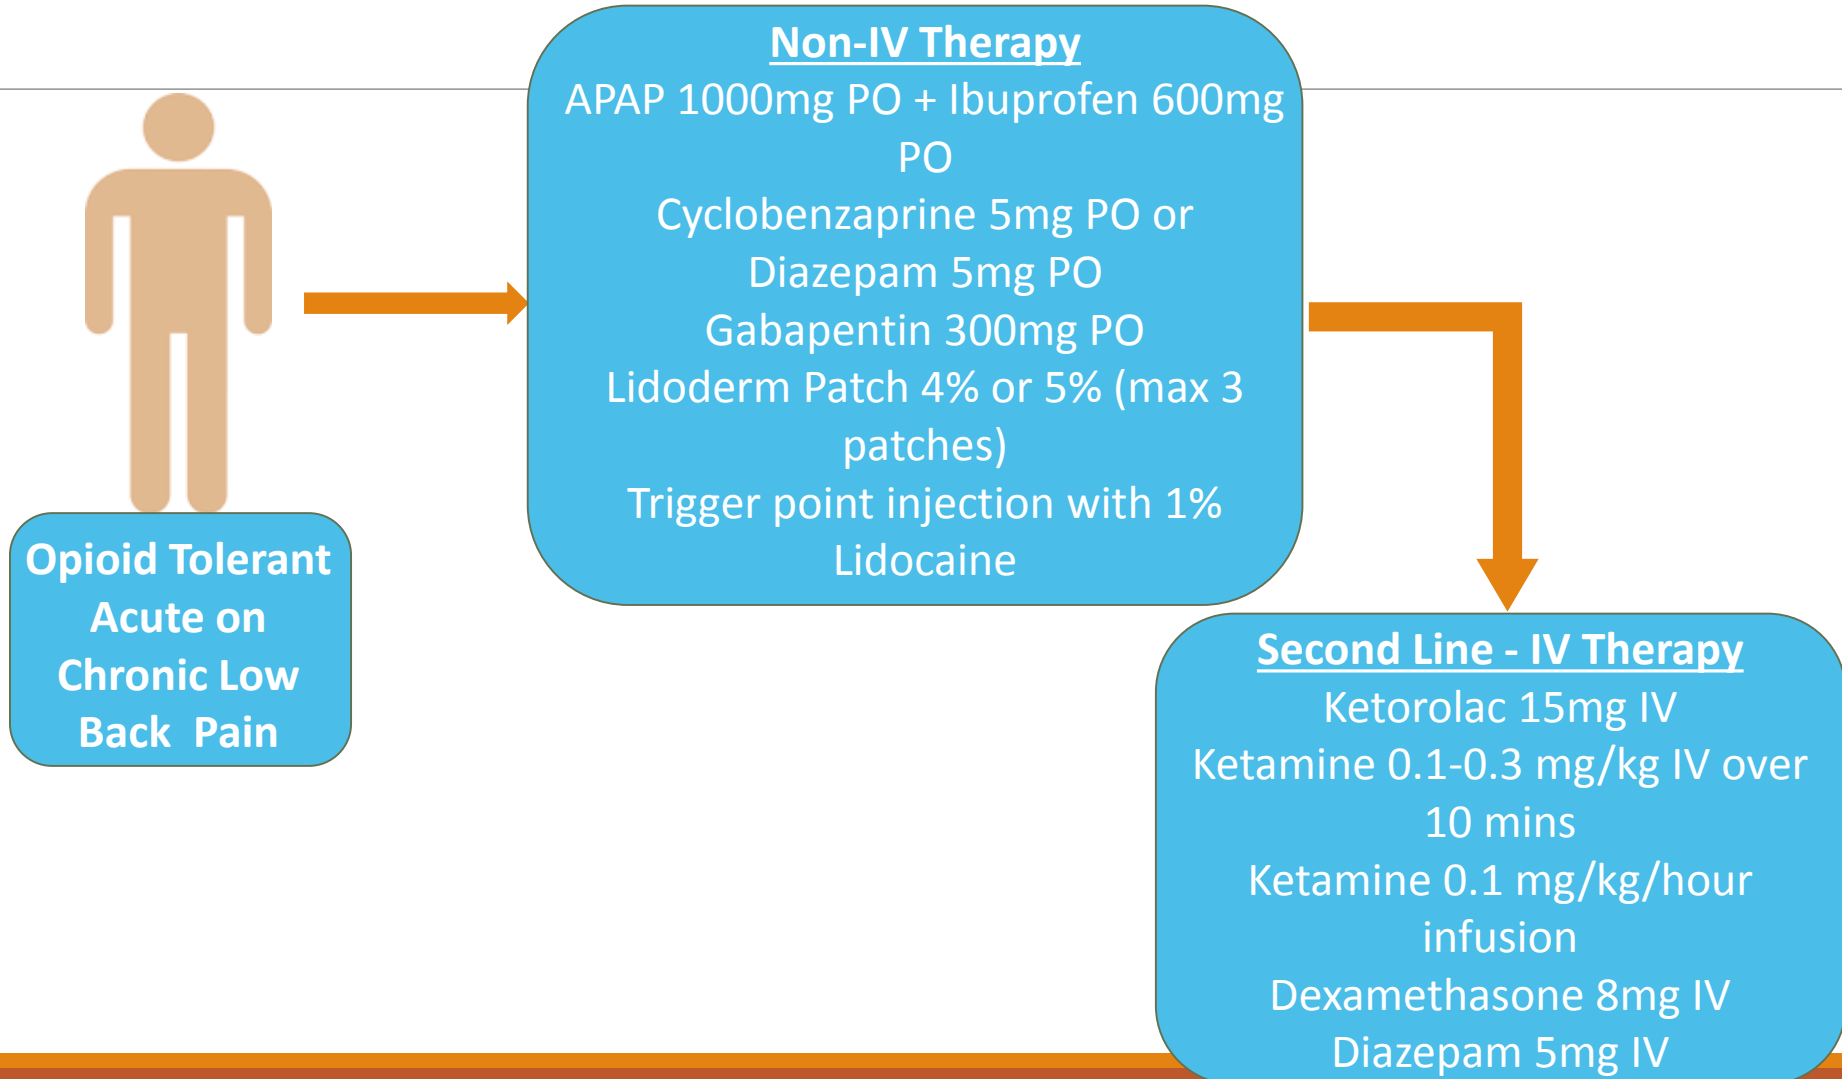 Non-IV Therapy
APAP 1000mg PO + Ibuprofen 600mg
PO
Cyclobenzaprine 5mg PO or
Diazepam 5mg PO
Gabapentin 300mg PO
Lidoderm Patch 4% or 5% (max 3
patches)
Trigger point injection with 1%
Lidocaine
Opioid Tolerant
Acute on
Chronic Low
Back  Pain
Second Line - IV Therapy
Ketorolac 15mg IV
Ketamine 0.1-0.3 mg/kg IV over
10 mins
Ketamine 0.1 mg/kg/hour
infusion
Dexamethasone 8mg IV
Diazepam 5mg IV